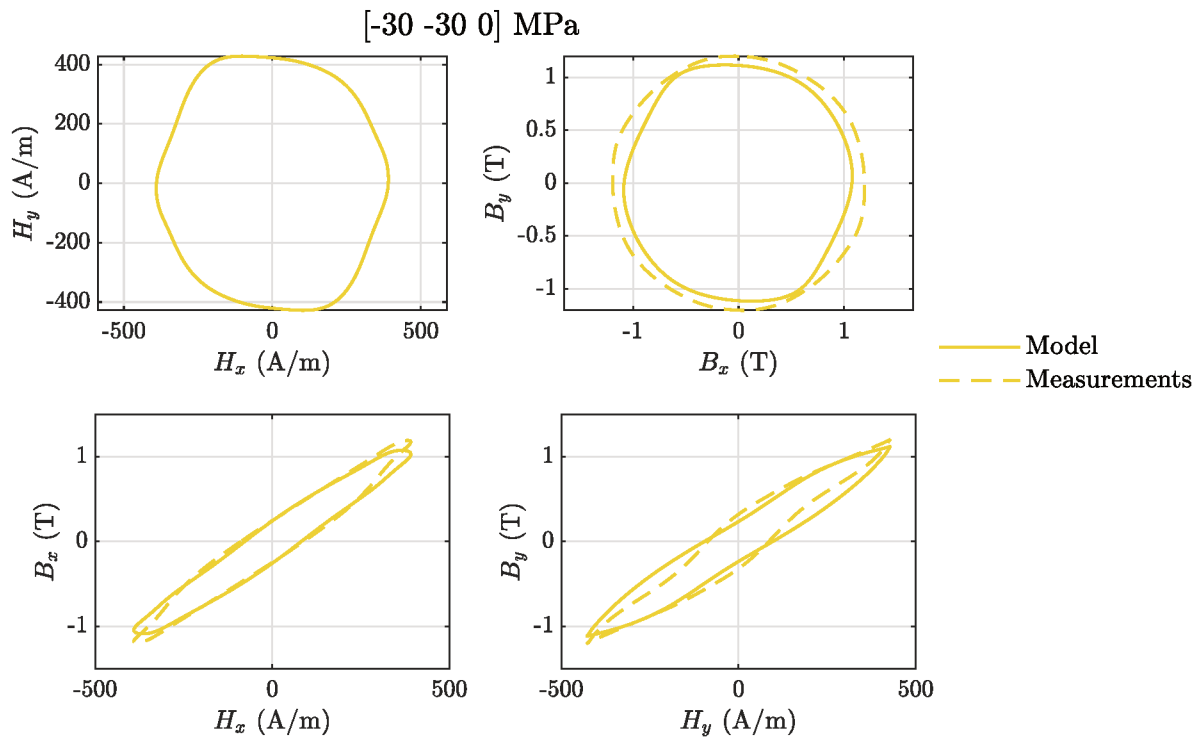 [-30 -30 0] MPa
400
200
0
-200
-400
H_y (A/m)
-500
0
500
H_x (A/m)
1
0.5
0
-0.5
-1
B_y (T)
-1
0
1
B_x (T)
Model
Measurements
1
0
-1
B_x (T)
-500
0
500
H_x (A/m)
1
0
-1
B_y (T)
-500
0
500
H_y (A/m)